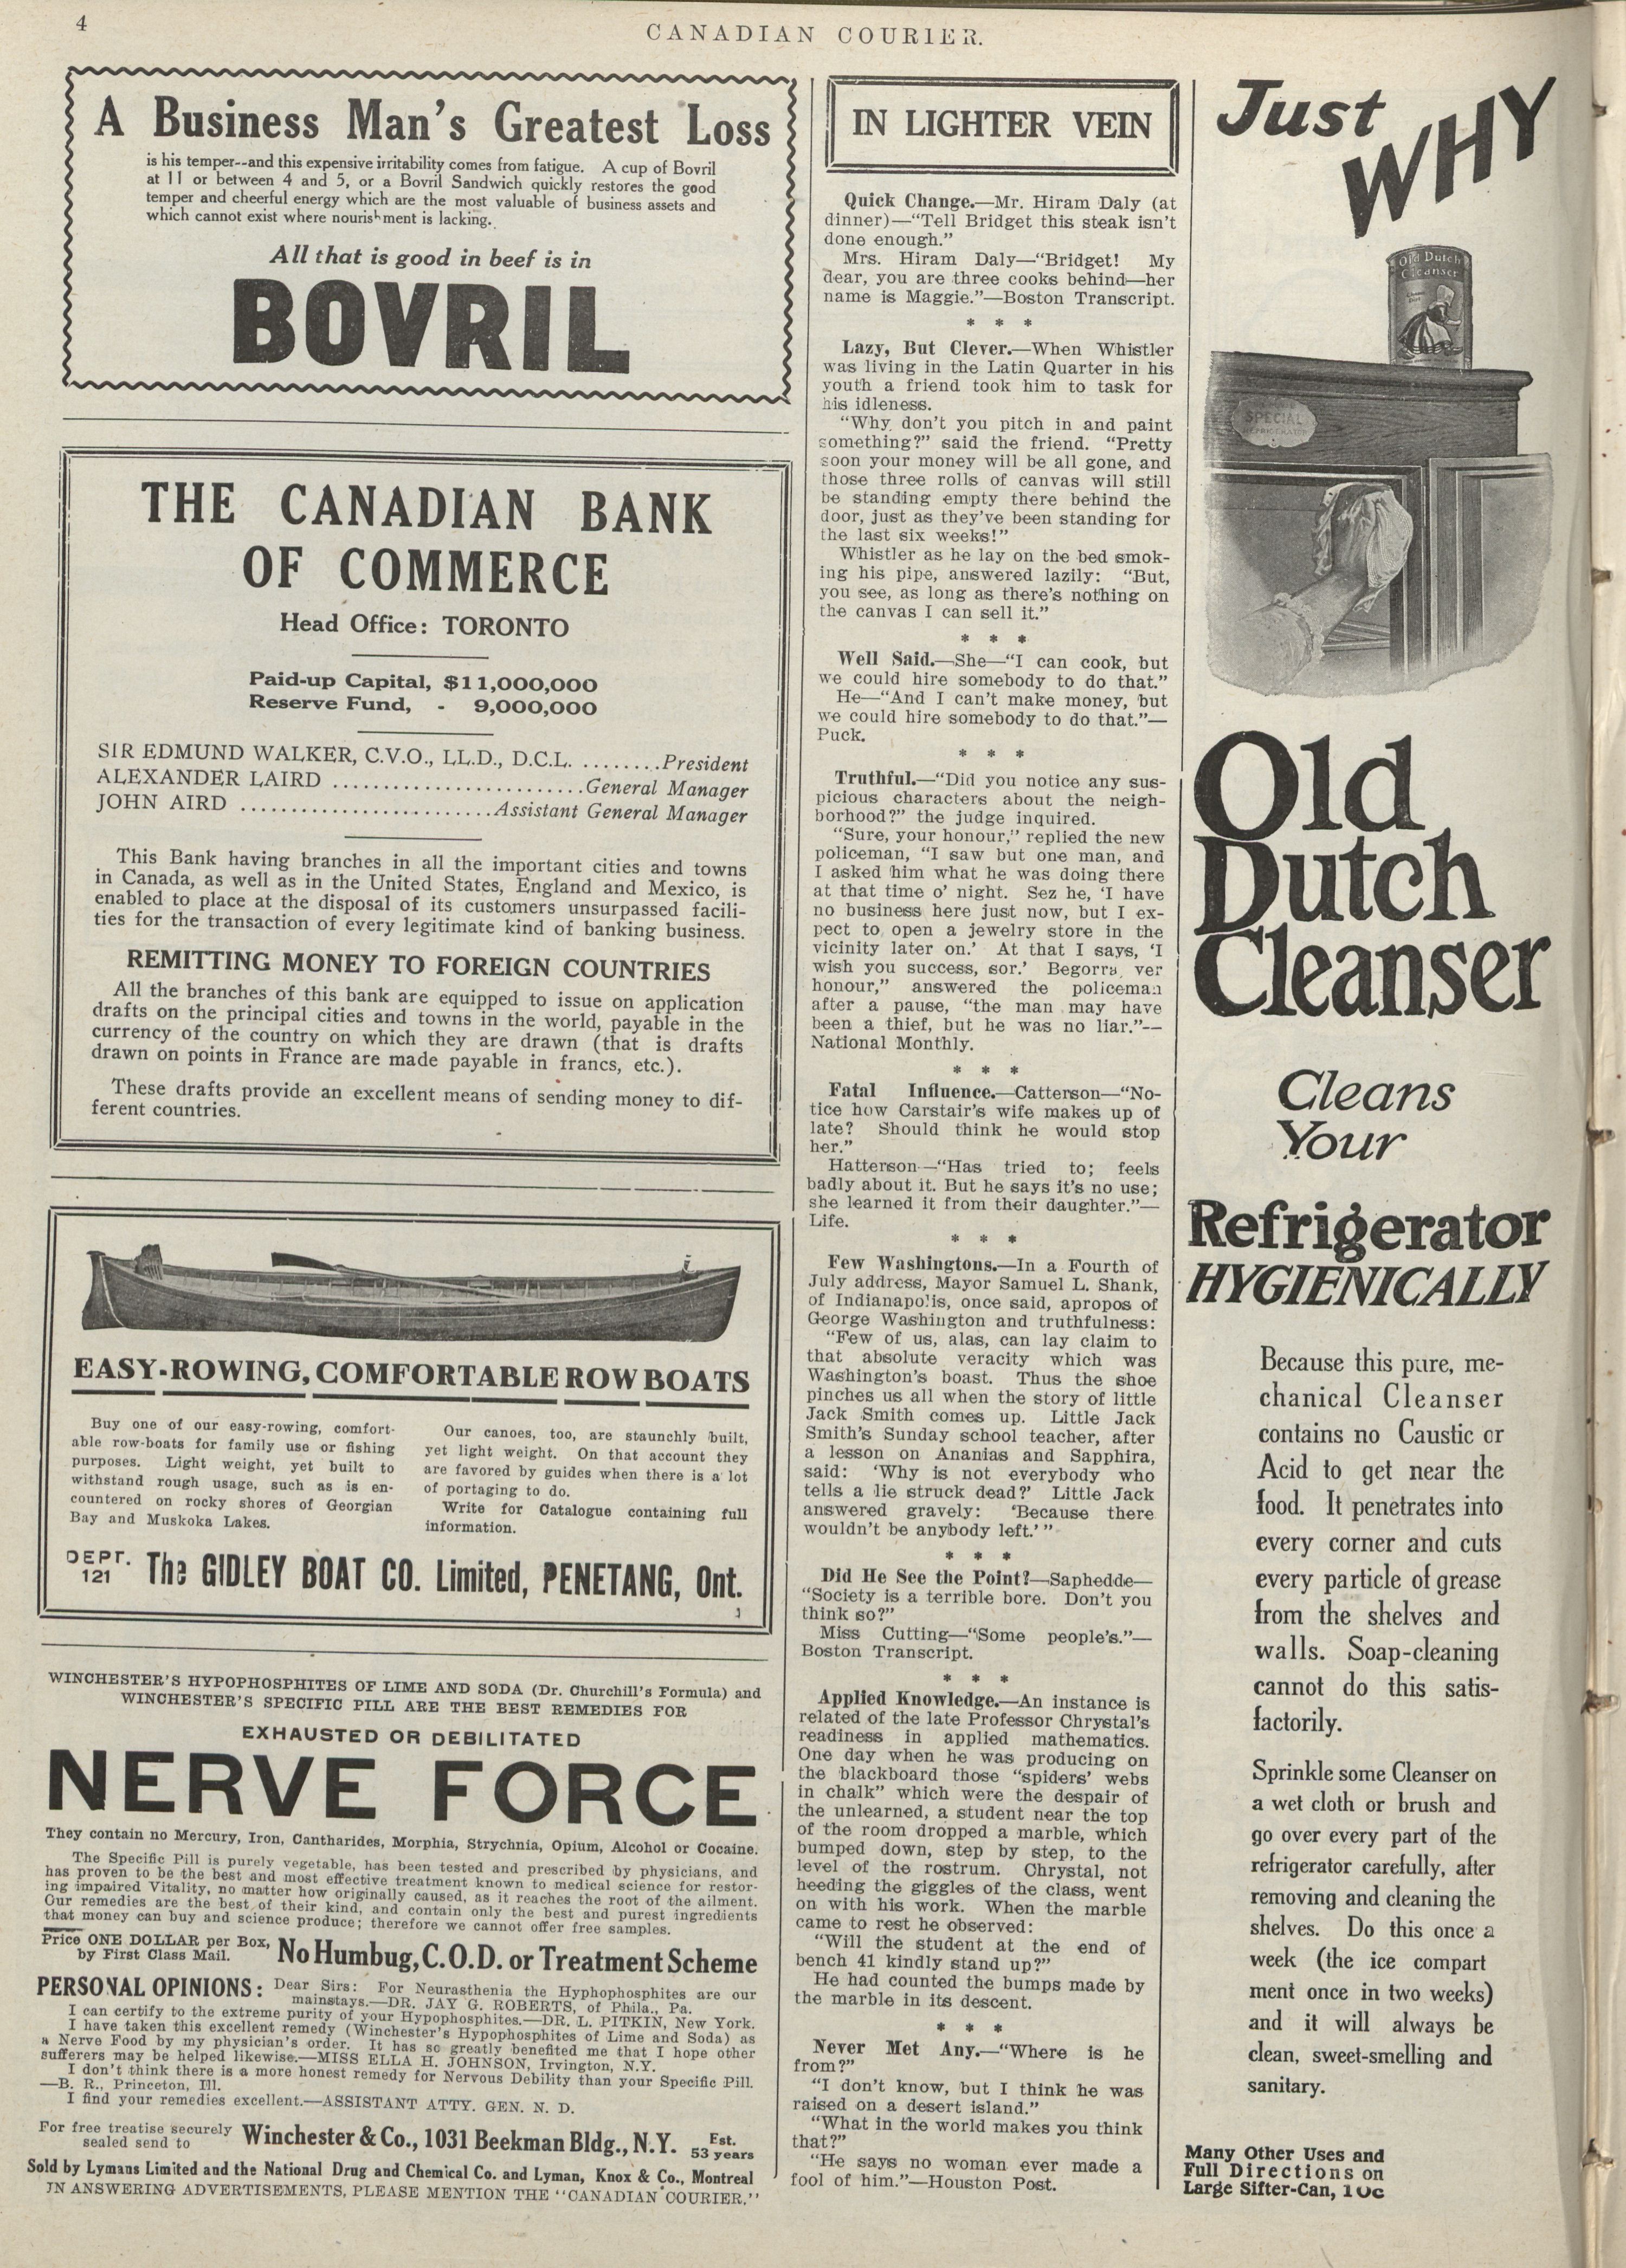 4
CANADIAN COURIER.
A Business Man's Greatest Loss
is his temper--and this expensive irritability comes from fatigue. A cup of Bovril
at 11 or between 4 and 5, or a Bovril Sandwich quickly restores the good
temper and cheerful energy which are the most valuable of business assets and
which cannot exist where nourishment is lacking.
All that is good in beef is in
BOVRIL
THE CANADIAN BANK
OF COMMERCE
Head Office: TORONTO
Paid-up Capital, $11,000,000
Reserve Fund, - 9,000,000
SIR EDMUND WALKER, C.V.O., LL.D., D.C.L. ........President
ALEXANDER LAIRD .........................General Manager
JOHN AIRD .........................Assistant General Manager
This Bank having branches in all the important cities and towns
in Canada, as well as in the United States, England and Mexico, is
enabled to place at the disposal of its customers unsurpassed facili-
ties for the transaction of every legitimate kind of banking business.
REMITTING MONEY TO FOREIGN COUNTRIES
All the branches of this bank are equipped to issue on application
drafts on the principal cities and towns in the world, payable in the
currency of the country on which they are drawn (that is drafts
drawn on points in France are made payable in francs, etc.).
These drafts provide an excellent means of sending money to dif-
ferent countries.
EASY-ROWING, COMFORTABLE ROW BOATS
Buy one of our easy-rowing, comfort-
able row-boats for family use or fishing
purposes. Light weight, yet built to
withstand rough usage, such as is en-
countered on rocky shores of Georgian
Bay and Muskoka Lakes.
Our canoes, too, are staunchly built,
yet light weight. On that account they
are favored by guides when there is a lot
of portaging to do.
Write for Catalogue containing full
information.
DEPT.
121
The GIDLEY BOAT CO. Limited, PENETANG, Ont.
1
WINCHESTER'S HYPOPHOSPHITES OF LIME AND SODA (Dr. Churchill's Formula) and
WINCHESTER'S SPECIFIC PILL ARE THE BEST REMEDIES FOR
EXHAUSTED OR DEBILITATED
NERVE FORCE
They contain no Mercury, Iron, Cantharides, Morphia, Strychnia, Opium, Alcohol or Cocaine.
The Specific Pill is purely vegetable, has been tested and prescribed by physicians, and
has proven to be the best and most effective treatment known to medical science for restor-
ing impaired Vitality, no matter how originally caused, as it reaches the root of the ailment.
Our remedies are the best of their kind, and contain only the best and purest ingredients
that money can buy and science produce; therefore we cannot offer free samples.
Price ONE DOLLAR per Box,
by First Class Mail.
No Humbug, C.O.D. or Treatment Scheme
PERSONAL OPINIONS: Dear Sirs: For Neurasthenia the Hyphophosphites are our
mainstays.—DR. JAY G. ROBERTS, of Phila., Pa.
I can certify to the extreme purity of your Hypophosphites.—DR. L. PITKIN, New York.
I have taken this excellent remedy (Winchester's Hypophosphites of Lime and Soda) as
a Nerve Food by my physician's order. It has so greatly benefited me that I hope other
sufferers may be helped likewise.—MISS ELLA H. JOHNSON, Irvington, N.Y.
I don't think there is a more honest remedy for Nervous Debility than your Specific Pill.
—B. R., Princeton, Ill.
I find your remedies excellent.—ASSISTANT ATTY. GEN. N. D.
For free treatise securely
sealed send to
Winchester & Co., 1031 Beekman Bldg., N.Y.
Est.
53 years
Sold by Lymans Limited and the National Drug and Chemical Co. and Lyman, Knox & Co., Montreal
IN ANSWERING ADVERTISEMENTS, PLEASE MENTION THE "CANADIAN COURIER."
IN LIGHTER VEIN
Quick Change.—Mr. Hiram Daly (at
dinner)—"Tell Bridget this steak isn't
done enough."
Mrs. Hiram Daly—"Bridget! My
dear, you are three cooks behind—her
name is Maggie."—Boston Transcript.
* * *
Lazy, But Clever.—When Whistler
was living in the Latin Quarter in his
youth a friend took him to task for
his idleness.
"Why don't you pitch in and paint
something?" said the friend. "Pretty
soon your money will be all gone, and
those three rolls of canvas will still
be standing empty there behind the
door, just as they've been standing for
the last six weeks!"
Whistler as he lay on the bed smok-
ing his pipe, answered lazily: "But,
you see, as long as there's nothing on
the canvas I can sell it."
* * *
Well Said.—She—"I can cook, but
we could hire somebody to do that."
He—"And I can't make money, but
we could hire somebody to do that."—
Puck.
* * *
Truthful.—"Did you notice any sus-
picious characters about the neigh-
borhood?" the judge inquired.
"Sure, your honour," replied the new
policeman, "I saw but one man, and
I asked him what he was doing there
at that time o' night. Sez he, 'I have
no business here just now, but I ex-
pect to open a jewelry store in the
vicinity later on.' At that I says, 'I
wish you success, sor.' Begorra, yer
honour," answered the policeman
after a pause, "the man may have
been a thief, but he was no liar."—
National Monthly.
* * *
Fatal Influence.—Catterson—"No-
tice how Carstair's wife makes up of
late? Should think he would stop
her."
Hatterson—"Has tried to; feels
badly about it. But he says it's no use;
she learned it from their daughter."—
Life.
* * *
Few Washingtons.—In a Fourth of
July address, Mayor Samuel L. Shank,
of Indianapolis, once said, apropos of
George Washington and truthfulness:
"Few of us, alas, can lay claim to
that absolute veracity which was
Washington's boast. Thus the shoe
pinches us all when the story of little
Jack Smith comes up. Little Jack
Smith's Sunday school teacher, after
a lesson on Ananias and Sapphira,
said: 'Why is not everybody who
tells a lie struck dead?' Little Jack
answered gravely: 'Because there
wouldn't be anybody left.'"
* * *
Did He See the Point?—Saphedde—
"Society is a terrible bore. Don't you
think so?"
Miss Cutting—"Some people's."—
Boston Transcript.
* * *
Applied Knowledge.—An instance is
related of the late Professor Chrystal's
readiness in applied mathematics.
One day when he was producing on
the blackboard those "spiders' webs
in chalk" which were the despair of
the unlearned, a student near the top
of the room dropped a marble, which
bumped down, step by step, to the
level of the rostrum. Chrystal, not
heeding the giggles of the class, went
on with his work. When the marble
came to rest he observed:
"Will the student at the end of
bench 41 kindly stand up?"
He had counted the bumps made by
the marble in its descent.
* * *
Never Met Any.—"Where is he
from?"
"I don't know, but I think he was
raised on a desert island."
"What in the world makes you think
that?"
"He says no woman ever made a
fool of him."—Houston Post.
Just
WHY
Old Dutch
Cleanser
SPECIAL
REFRIGERATOR
Old
Dutch
Cleanser
Cleans
Your
Refrigerator
HYGIENICALLY
Because this pure, me-
chanical Cleanser
contains no Caustic or
Acid to get near the
food. It penetrates into
every corner and cuts
every particle of grease
from the shelves and
walls. Soap-cleaning
cannot do this satis-
factorily.
Sprinkle some Cleanser on
a wet cloth or brush and
go over every part of the
refrigerator carefully, after
removing and cleaning the
shelves. Do this once a
week (the ice compart
ment once in two weeks)
and it will always be
clean, sweet-smelling and
sanitary.
Many Other Uses and
Full Directions on
Large Sifter-Can, 10c